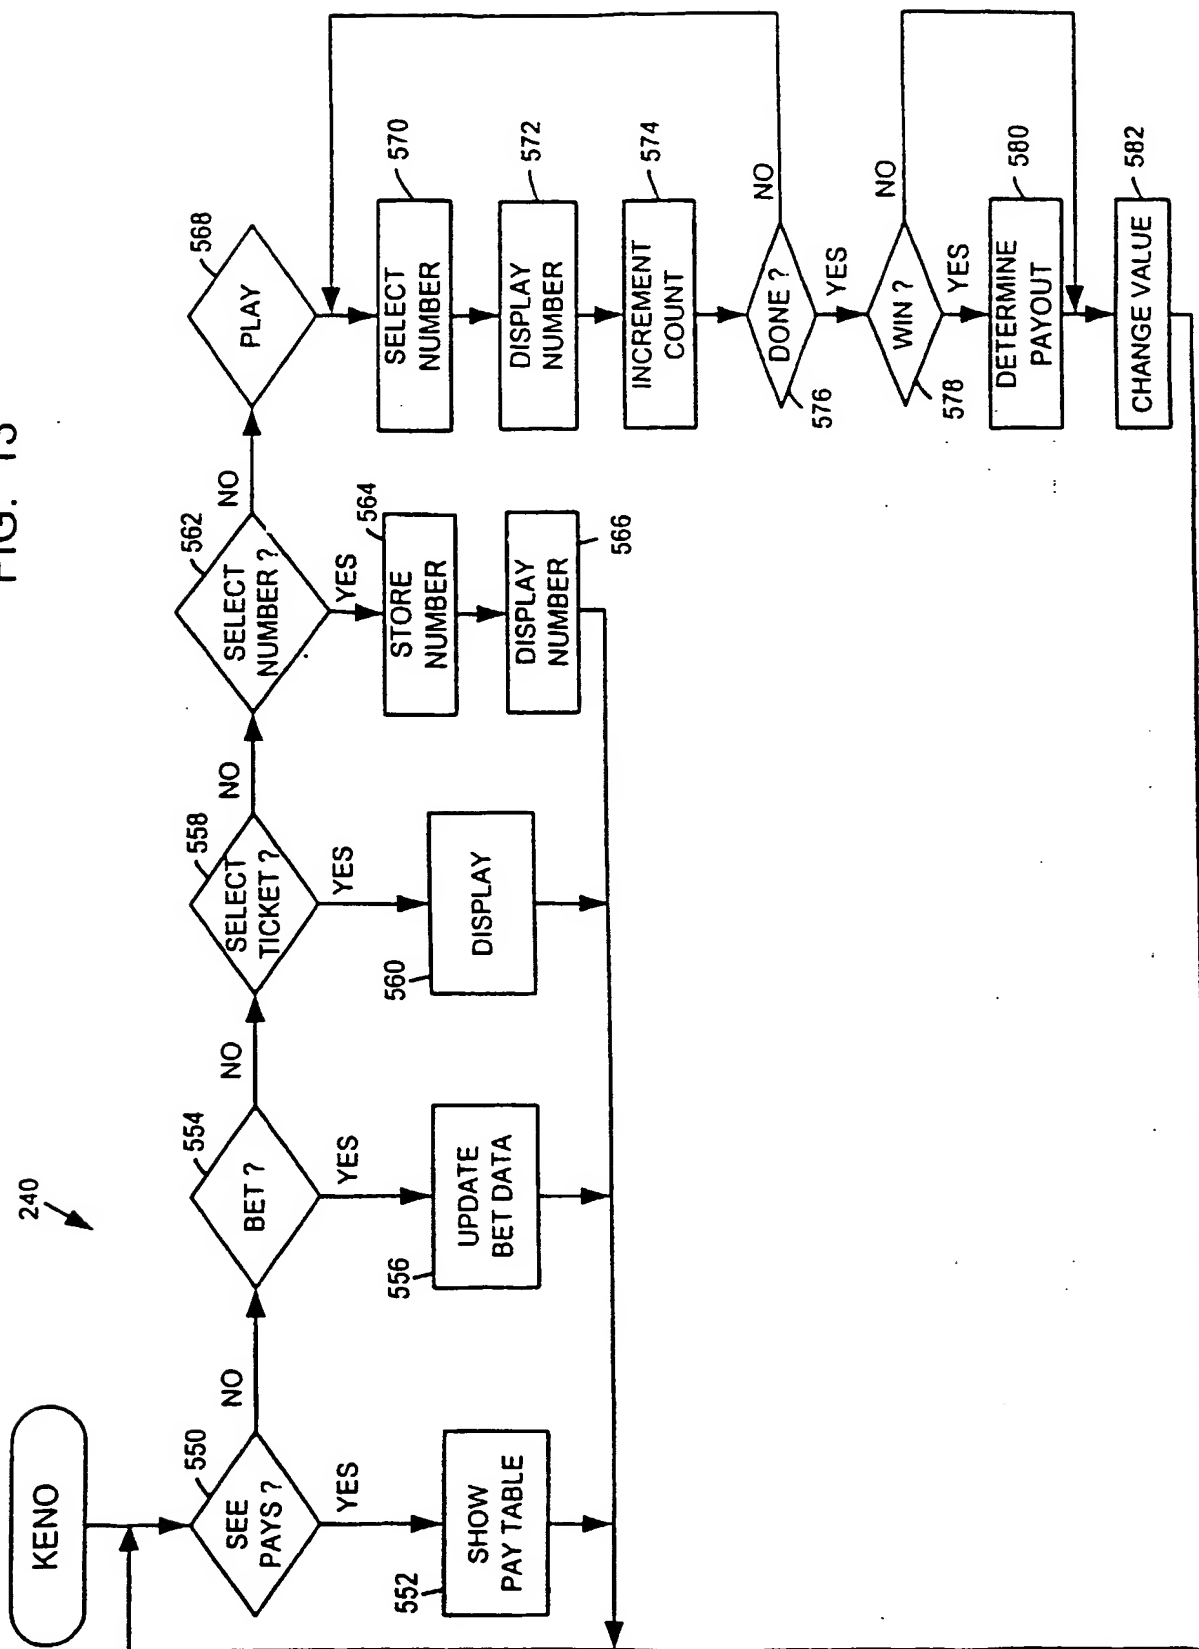 FIG. 13
240
KENO
550
SEE
PAYS ?
NO
YES
552
SHOW
PAY TABLE
554
BET ?
NO
YES
556
UPDATE
BET DATA
558
SELECT
TICKET ?
NO
YES
560
DISPLAY
562
SELECT
NUMBER ?
NO
YES
564
STORE
NUMBER
566
DISPLAY
NUMBER
568
PLAY
570
SELECT
NUMBER
572
DISPLAY
NUMBER
574
INCREMENT
COUNT
576
DONE ?
NO
YES
578
WIN ?
NO
YES
580
DETERMINE
PAYOUT
582
CHANGE VALUE